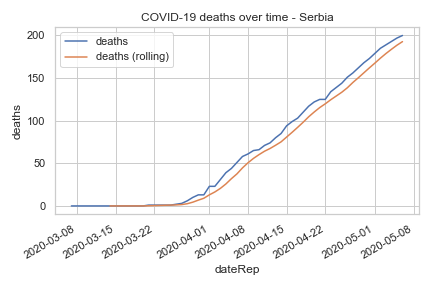 COVID-19 deaths over time - Serbia
deaths
deaths (rolling)
200
150
100
50
0
deaths
2020-03-08
2020-03-15
2020-03-22
2020-04-01
2020-04-08
2020-04-15
2020-04-22
2020-05-01
2020-05-08
dateRep